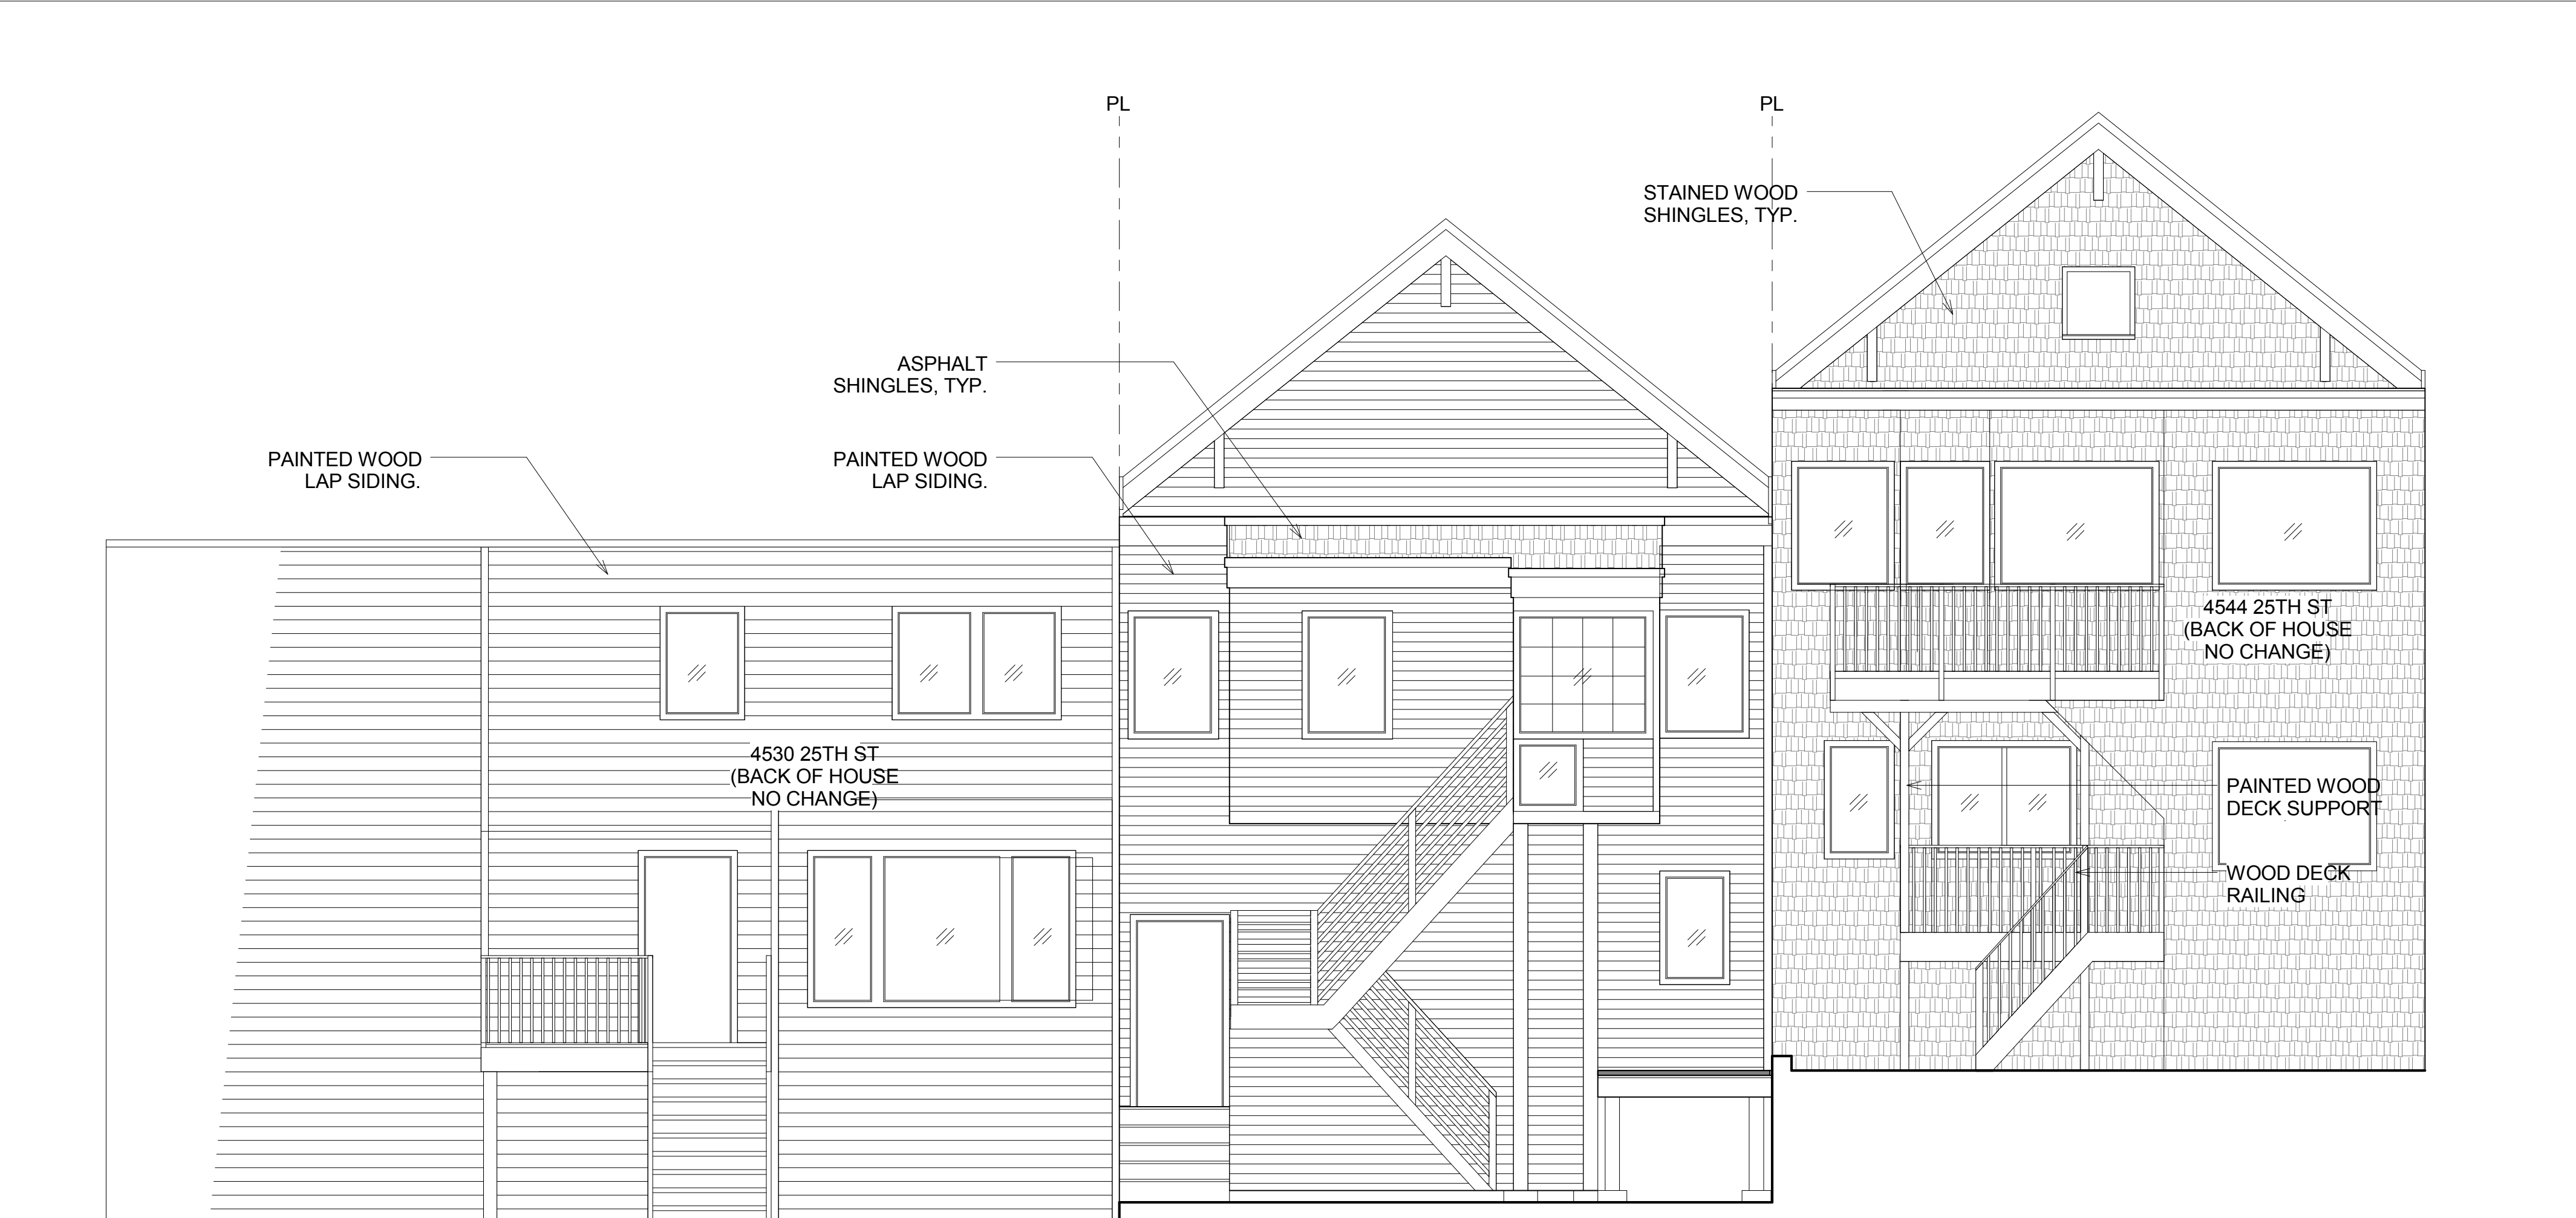 PL
PL
STAINED WOOD
SHINGLES, TYP.
ASPHALT
SHINGLES, TYP.
PAINTED WOOD
LAP SIDING.
PAINTED WOOD
LAP SIDING.
4544 25TH ST
(BACK OF HOUSE
NO CHANGE)
4530 25TH ST
(BACK OF HOUSE
NO CHANGE)
PAINTED WOOD
DECK SUPPORT
.
WOOD DECK
RAILING